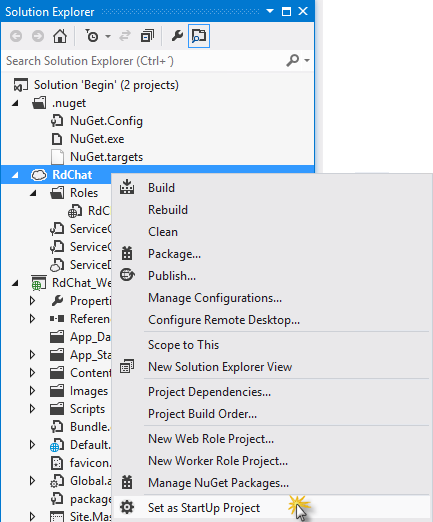 Solution Explorer
Search Solution Explorer (Ctrl+´)
Solution 'Begin' (2 projects)
.nuget
NuGet.Config
NuGet.exe
NuGet.targets
RdChat
Roles
RdC
ServiceC
ServiceC
ServiceD
RdChat_We
Properti
Referenc
App_Da
App_Sta
Content
Images
Scripts
Bundle.
Default.
favicon.
Global.a
package
Site.Mas
Build
Rebuild
Clean
Package...
Publish...
Manage Configurations...
Configure Remote Desktop...
Scope to This
New Solution Explorer View
Project Dependencies...
Project Build Order...
New Web Role Project...
New Worker Role Project...
Manage NuGet Packages...
Set as StartUp Project